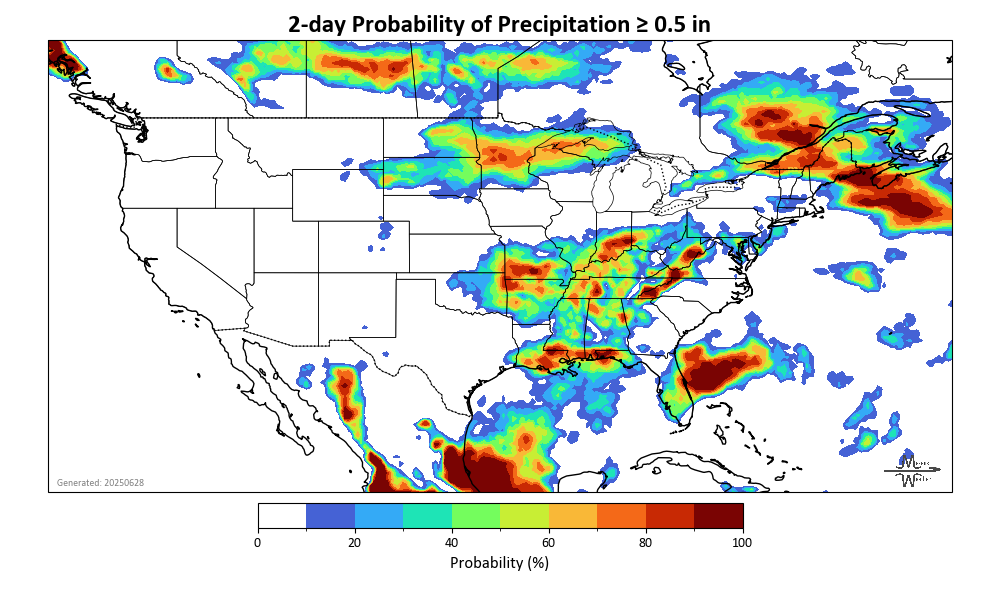 2-day Probability of Precipitation ≥ 0.5 in
Generated: 20250628
0 20 40 60 80 100
Probability (%)